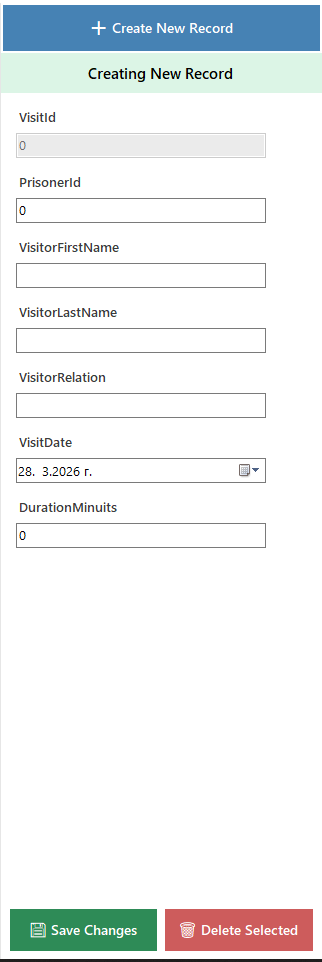 Create New Record
Creating New Record
VisitId
0
PrisonerId
0
VisitorFirstName
VisitorLastName
VisitorRelation
VisitDate
28. 3.2026 г.
DurationMinuits
0
Save Changes
Delete Selected